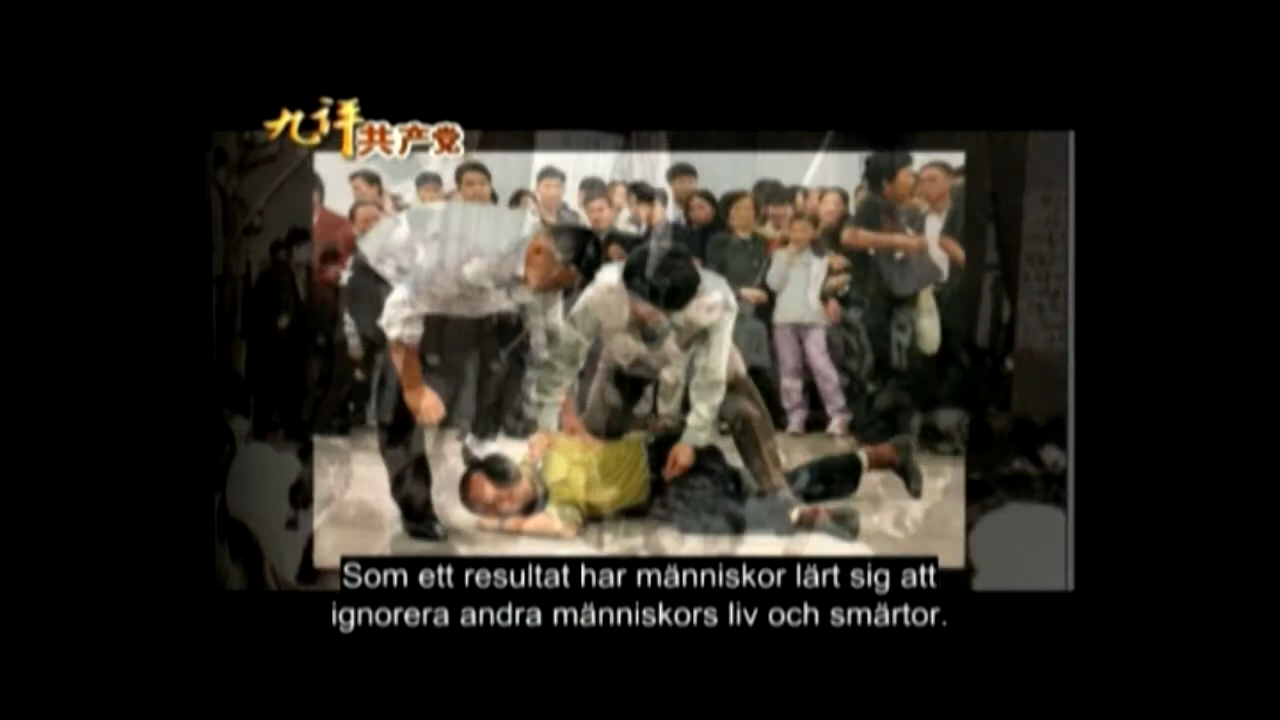 九评共产党
Som ett resultat har människor lärt sig att
ignorera andra människors liv och smärtor.